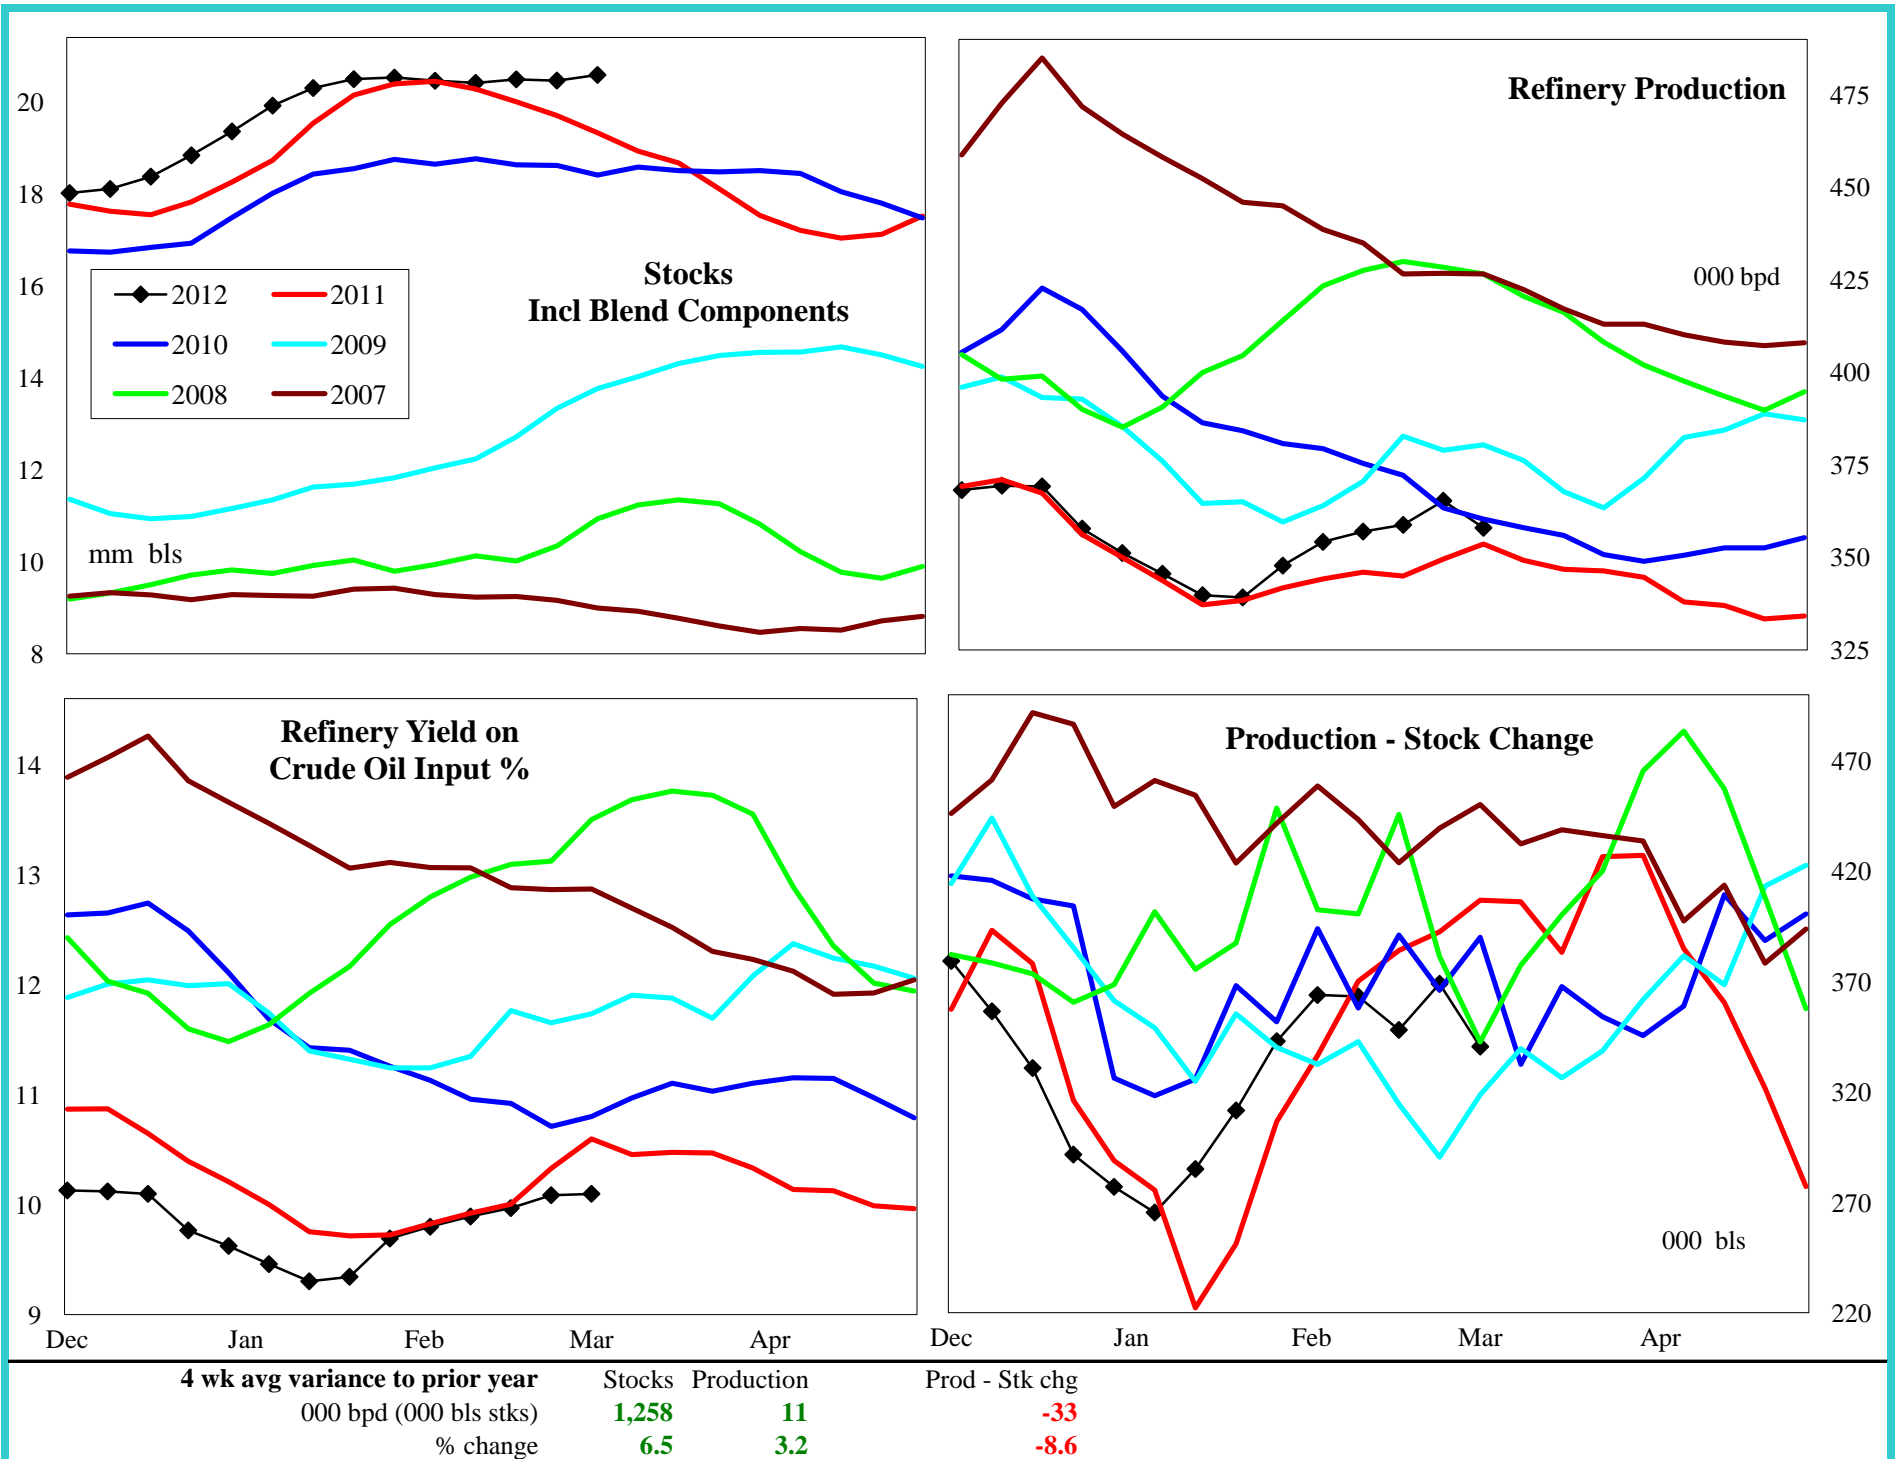 20
18
16
14
12
10
8
Stocks
Incl Blend Components
2012 2011
2010 2009
2008 2007
mm bls
Refinery Production
000 bpd
475
450
425
400
375
350
325
Refinery Yield on
Crude Oil Input %
14
13
12
11
10
9
Dec Jan Feb Mar Apr
Production - Stock Change
470
420
370
320
270
220
000 bls
Dec Jan Feb Mar Apr
4 wk avg variance to prior year Stocks Production Prod - Stk chg
000 bpd (000 bls stks) 1,258 11 -33
% change 6.5 3.2 -8.6